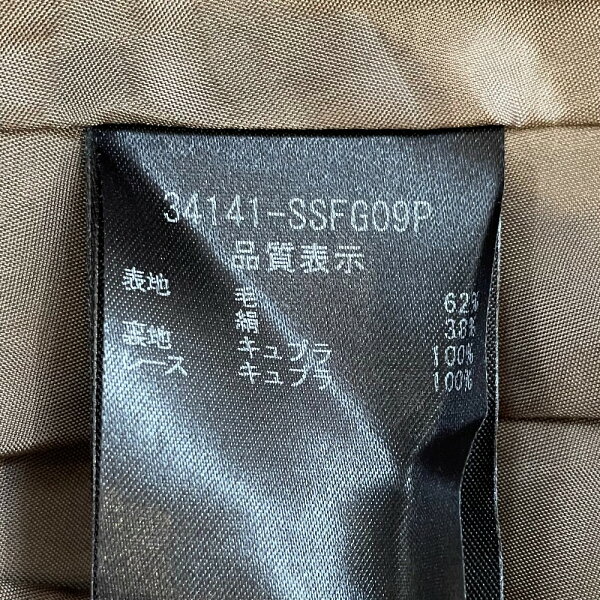 34141-SSFG09P
品質表示
表地 毛 62%
絹 38%
裏地 キュプラ 100%
レース キュプラ 100%